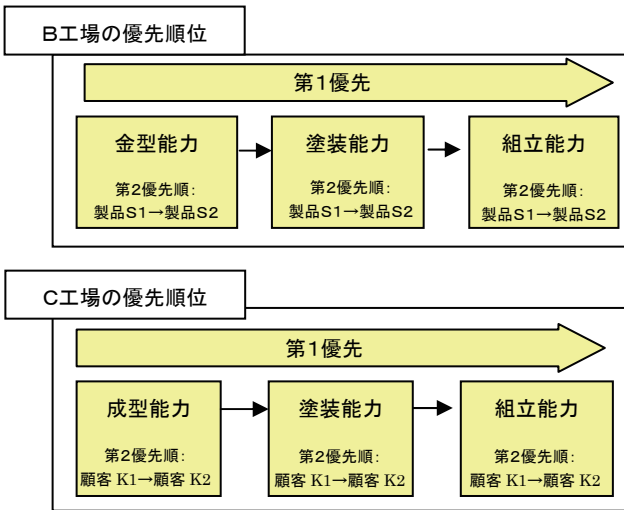 B工場の優先順位
第1優先
金型能力
塗装能力
組立能力
第2優先順:
製品S1→製品S2
第2優先順:
製品S1→製品S2
第2優先順:
製品S1→製品S2
C工場の優先順位
第1優先
成型能力
塗装能力
組立能力
第2優先順:
顧客 K1→顧客 K2
第2優先順:
顧客 K1→顧客 K2
第2優先順:
顧客 K1→顧客 K2